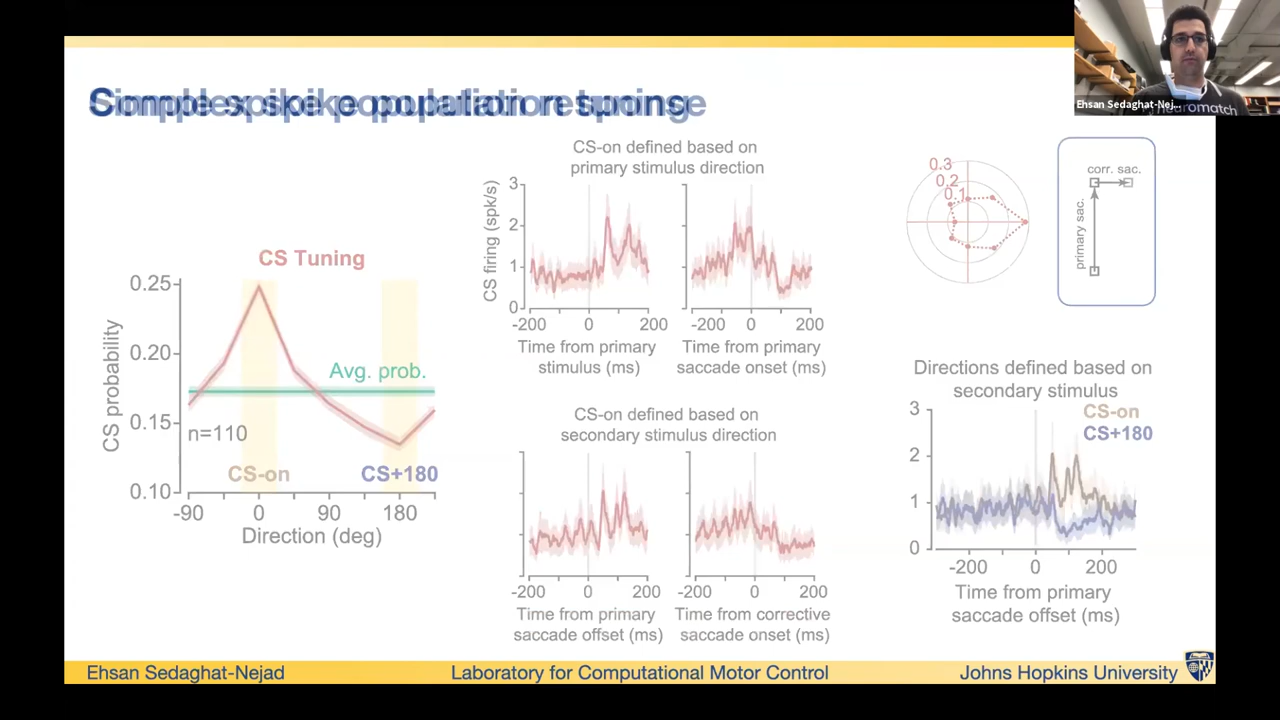 Ehsan Sedaghat-Nej...
neuromatch
CS Tuning
0.25
0.20
0.15
0.10
CS probability
Avg. prob.
n=110
CS-on
CS+180
-90
0
90
180
Direction (deg)
CS-on defined based on
primary stimulus direction
3
2
1
0
CS firing (spk/s)
-200
0
200
-200
0
200
Time from primary
stimulus (ms)
Time from primary
saccade onset (ms)
CS-on defined based on
secondary stimulus direction
-200
0
200
-200
0
200
Time from primary
saccade offset (ms)
Time from corrective
saccade onset (ms)
0.3
0.2
0.1
corr. sac.
primary sac.
Directions defined based on
secondary stimulus
CS-on
CS+180
3
2
1
0
-200
0
200
Time from primary
saccade offset (ms)
Ehsan Sedaghat-Nejad
Laboratory for Computational Motor Control
Johns Hopkins University